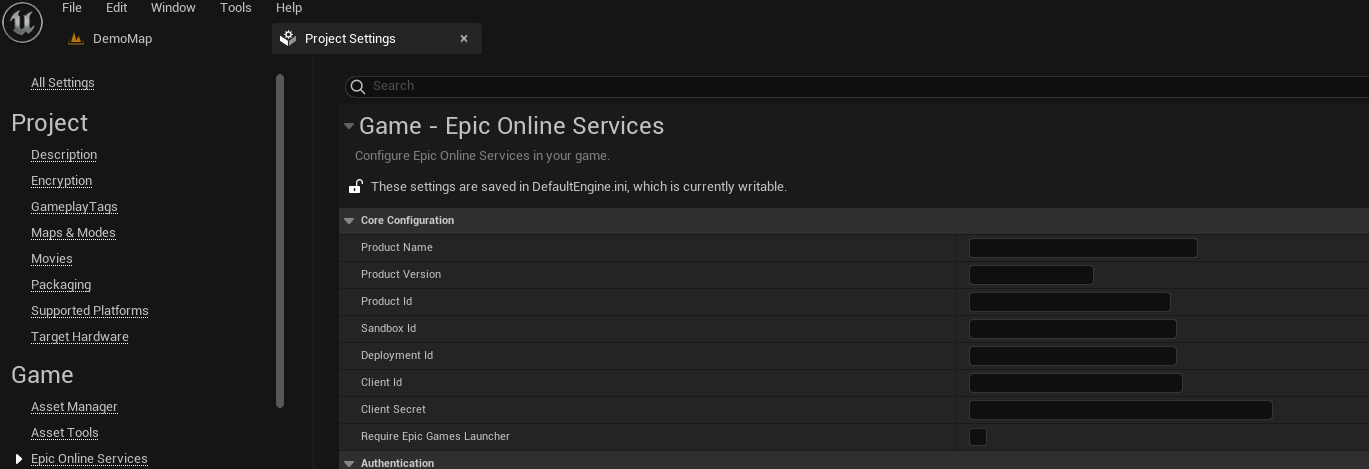 File Edit Window Tools Help
DemoMap
Project Settings ×
All Settings
Project
Description
Encryption
GameplayTags
Maps & Modes
Movies
Packaging
Supported Platforms
Target Hardware
Game
Asset Manager
Asset Tools
Epic Online Services
Search
Game - Epic Online Services
Configure Epic Online Services in your game.
These settings are saved in DefaultEngine.ini, which is currently writable.
Core Configuration
Product Name
Product Version
Product Id
Sandbox Id
Deployment Id
Client Id
Client Secret
Require Epic Games Launcher
Authentication